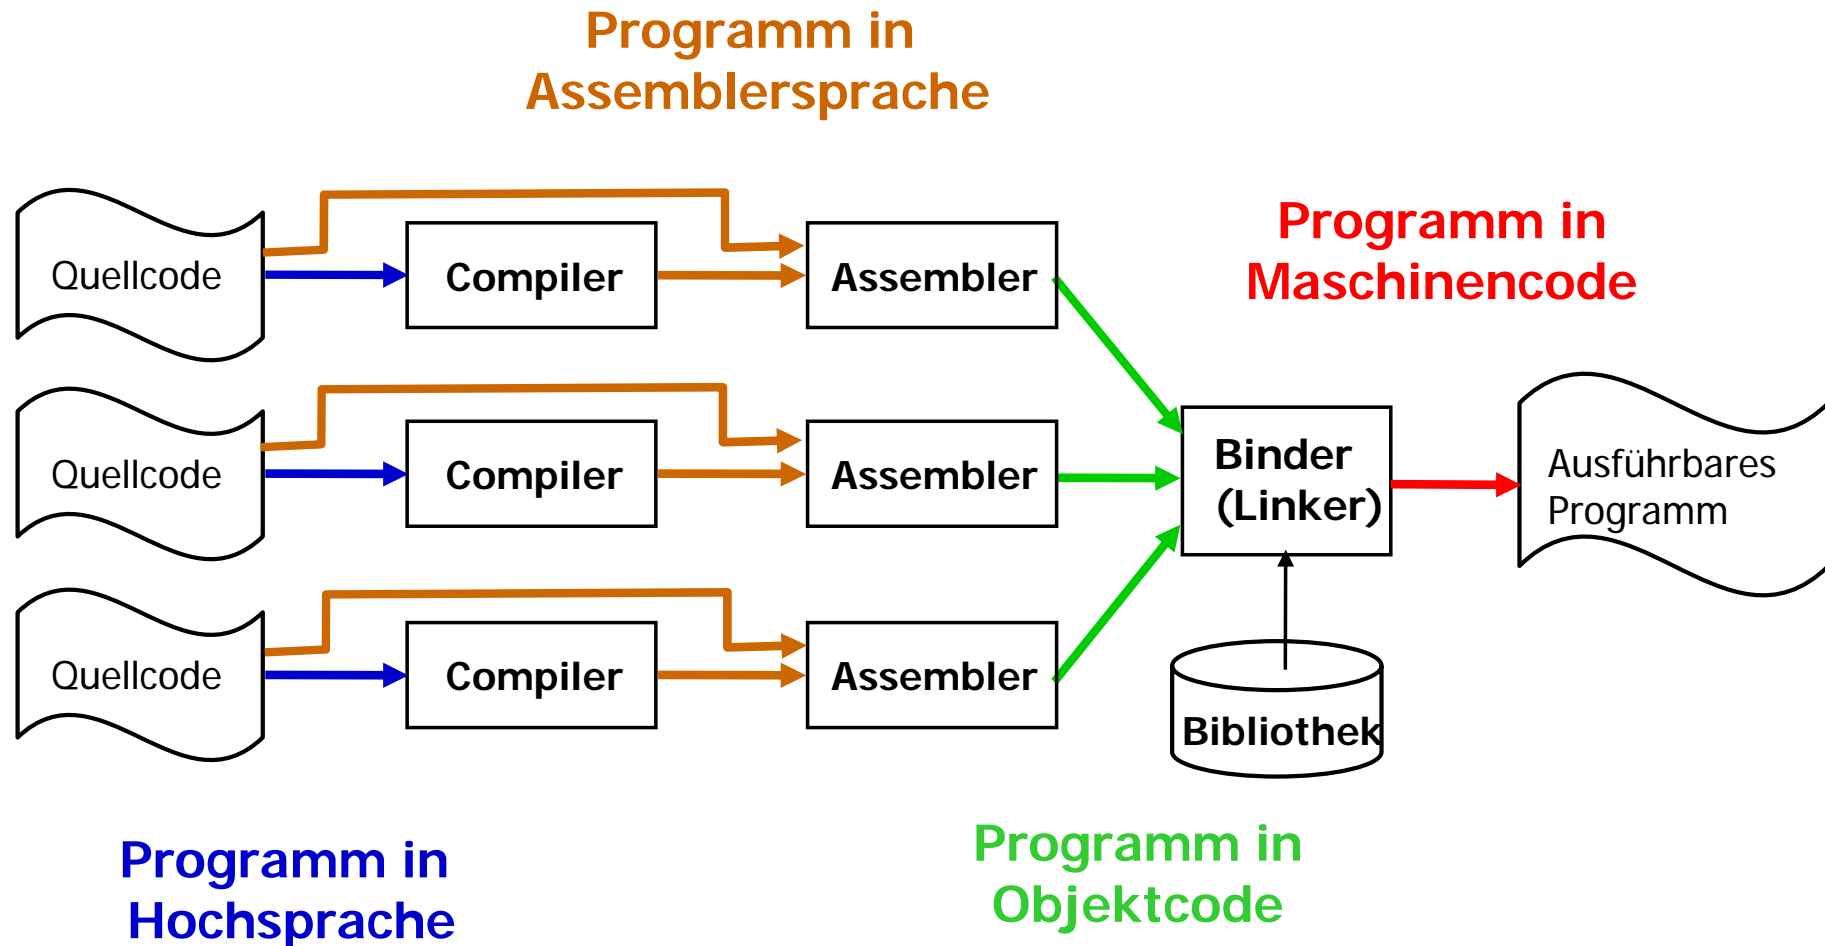 Programm in
Assemblersprache
Programm in
Maschinencode
Quellcode
Compiler
Assembler
Quellcode
Compiler
Assembler
Binder
(Linker)
Ausführbares
Programm
Quellcode
Compiler
Assembler
Bibliothek
Programm in
Hochsprache
Programm in
Objektcode